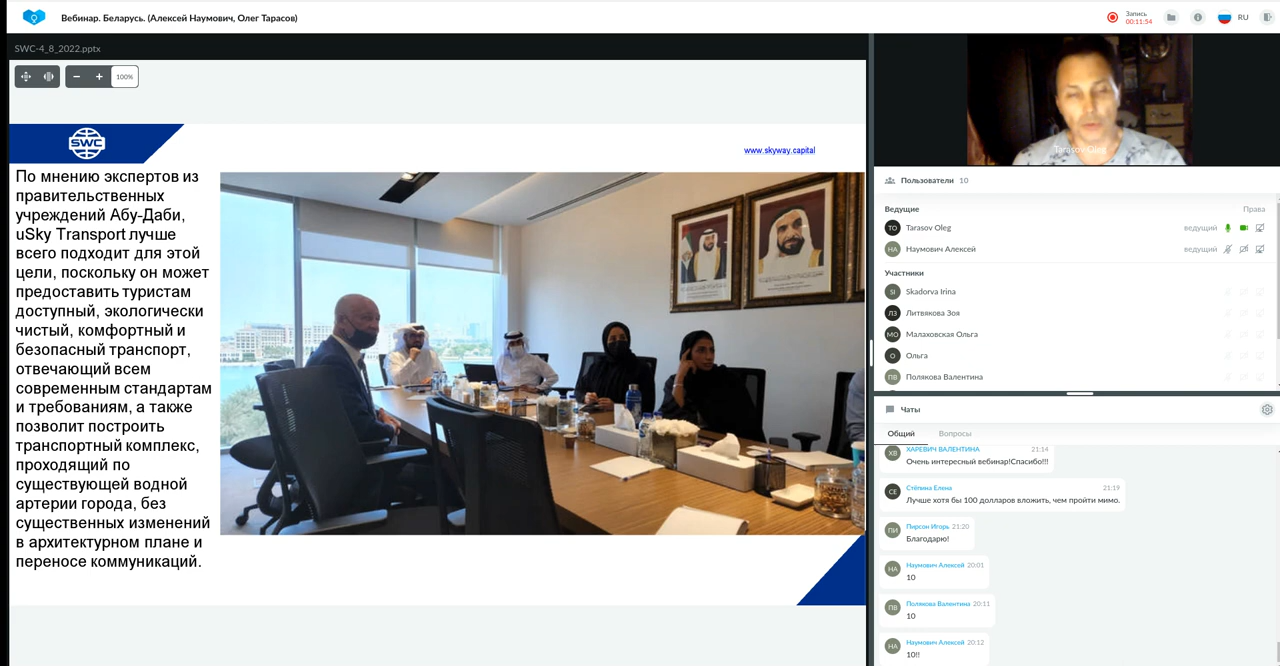 Вебинар. Беларусь. (Алексей Наумович, Олег Тарасов)
Запись
00:11:54
RU
SWC-4_8_2022.pptx
100%
SWC
www.skyway.capital
По мнению экспертов из
правительственных
учреждений Абу-Даби,
uSky Transport лучше
всего подходит для этой
цели, поскольку он может
предоставить туристам
доступный, экологически
чистый, комфортный и
безопасный транспорт,
отвечающий всем
современным стандартам
и требованиям, а также
позволит построить
транспортный комплекс,
проходящий по
существующей водной
артерии города, без
существенных изменений
в архитектурном плане и
переносе коммуникаций.
Tarasov Oleg
Пользователи 10
Ведущие Права
TO Tarasov Oleg ведущий
НА Наумович Алексей ведущий
Участники
SI Skadorva Irina
ЛЗ Литвякова Зоя
МО Малаховская Ольга
О Ольга
ПВ Полякова Валентина
Чаты
Общий Вопросы
ХВ ХАРЕВИЧ ВАЛЕНТИНА 21:14
Очень интересный вебинар!Спасибо!!!
СЕ Стёпина Елена 21:19
Лучше хотя бы 100 долларов вложить, чем пройти мимо.
ПИ Пирсон Игорь 21:20
Благодарю!
НА Наумович Алексей 20:01
10
ПВ Полякова Валентина 20:11
10
НА Наумович Алексей 20:12
10!!